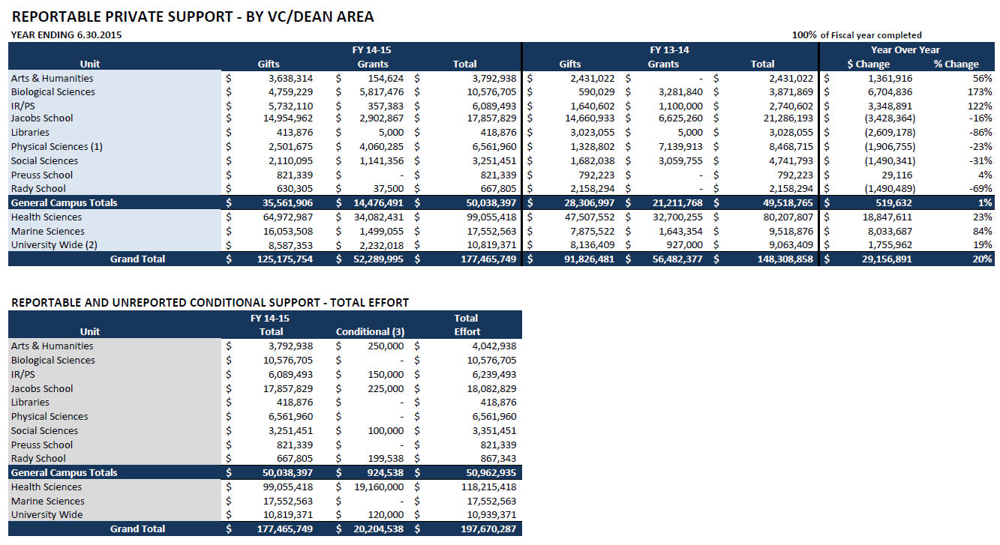 REPORTABLE PRIVATE SUPPORT - BY VC/DEAN AREA
YEAR ENDING 6.30.2015 100% of Fiscal year completed
FY 14-15 FY 13-14 Year Over Year
Unit Gifts Grants Total Gifts Grants Total $ Change % Change
Arts & Humanities $ 3,638,314 $ 154,624 $ 3,792,938 $ 2,431,022 $ - $ 2,431,022 $ 1,361,916 56%
Biological Sciences $ 4,759,229 $ 5,817,476 $ 10,576,705 $ 590,029 $ 3,281,840 $ 3,871,869 $ 6,704,836 173%
IR/PS $ 5,732,110 $ 357,383 $ 6,089,493 $ 1,640,602 $ 1,100,000 $ 2,740,602 $ 3,348,891 122%
Jacobs School $ 14,954,962 $ 2,902,867 $ 17,857,829 $ 14,660,933 $ 6,625,260 $ 21,286,193 $ (3,428,364) -16%
Libraries $ 413,876 $ 5,000 $ 418,876 $ 3,023,055 $ 5,000 $ 3,028,055 $ (2,609,178) -86%
Physical Sciences (1) $ 2,501,675 $ 4,060,285 $ 6,561,960 $ 1,328,802 $ 7,139,913 $ 8,468,715 $ (1,906,755) -23%
Social Sciences $ 2,110,095 $ 1,141,356 $ 3,251,451 $ 1,682,038 $ 3,059,755 $ 4,741,793 $ (1,490,341) -31%
Preuss School $ 821,339 $ - $ 821,339 $ 792,223 $ - $ 792,223 $ 29,116 4%
Rady School $ 630,305 $ 37,500 $ 667,805 $ 2,158,294 $ - $ 2,158,294 $ (1,490,489) -69%
General Campus Totals $ 35,561,906 $ 14,476,491 $ 50,038,397 $ 28,306,997 $ 21,211,768 $ 49,518,765 $ 519,632 1%
Health Sciences $ 64,972,987 $ 34,082,431 $ 99,055,418 $ 47,507,552 $ 32,700,255 $ 80,207,807 $ 18,847,611 23%
Marine Sciences $ 16,053,508 $ 1,499,055 $ 17,552,563 $ 7,875,522 $ 1,643,354 $ 9,518,876 $ 8,033,687 84%
University Wide (2) $ 8,587,353 $ 2,232,018 $ 10,819,371 $ 8,136,409 $ 927,000 $ 9,063,409 $ 1,755,962 19%
Grand Total $ 125,175,754 $ 52,289,995 $ 177,465,749 $ 91,826,481 $ 56,482,377 $ 148,308,858 $ 29,156,891 20%
REPORTABLE AND UNREPORTED CONDITIONAL SUPPORT - TOTAL EFFORT
FY 14-15 Total
Unit Total Conditional (3) Effort
Arts & Humanities $ 3,792,938 $ 250,000 $ 4,042,938
Biological Sciences $ 10,576,705 $ - $ 10,576,705
IR/PS $ 6,089,493 $ 150,000 $ 6,239,493
Jacobs School $ 17,857,829 $ 225,000 $ 18,082,829
Libraries $ 418,876 $ - $ 418,876
Physical Sciences $ 6,561,960 $ - $ 6,561,960
Social Sciences $ 3,251,451 $ 100,000 $ 3,351,451
Preuss School $ 821,339 $ - $ 821,339
Rady School $ 667,805 $ 199,538 $ 867,343
General Campus Totals $ 50,038,397 $ 924,538 $ 50,962,935
Health Sciences $ 99,055,418 $ 19,160,000 $ 118,215,418
Marine Sciences $ 17,552,563 $ - $ 17,552,563
University Wide $ 10,819,371 $ 120,000 $ 10,939,371
Grand Total $ 177,465,749 $ 20,204,538 $ 197,670,287